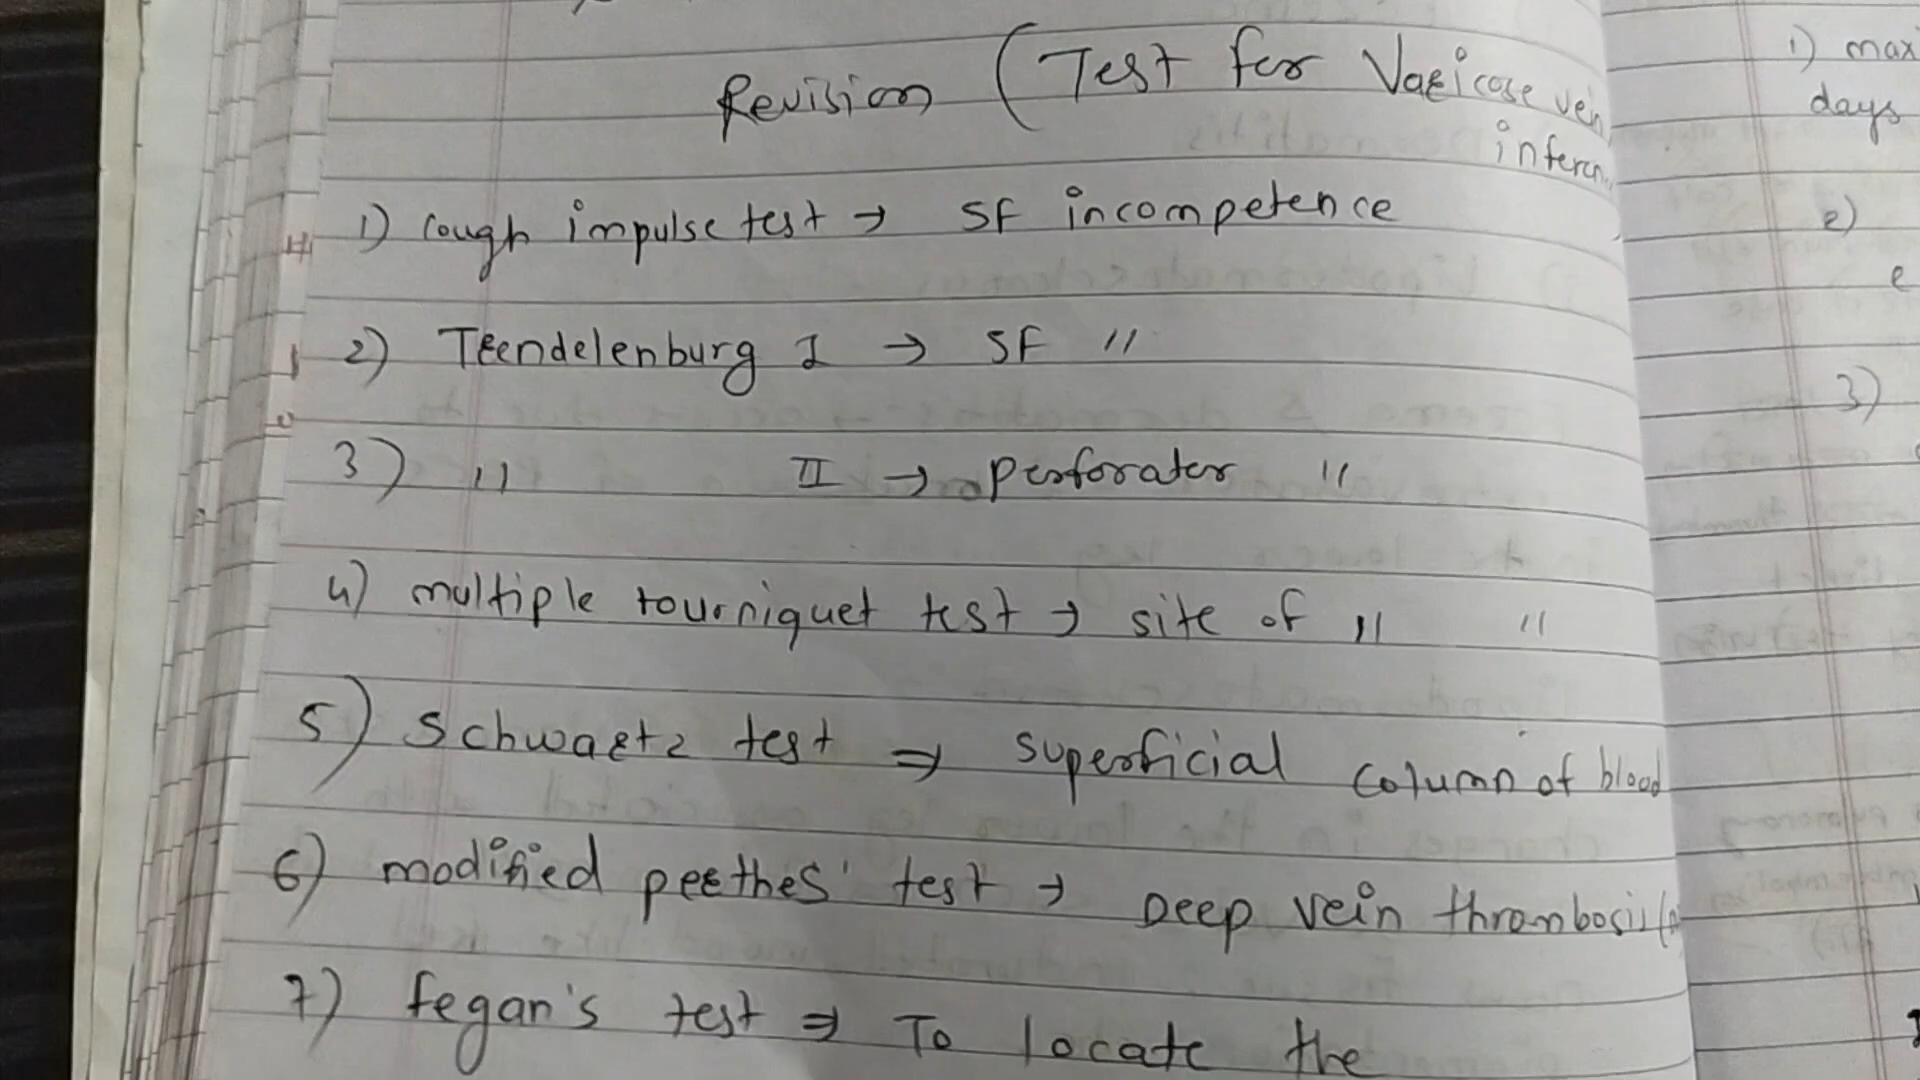 Revision (Test for Varicose vein
inferen
1) cough impulse test → SF incompetence
2) Trendelenburg I → SF "
3) " II → perforator "
4) multiple tourniquet test → site of " "
5) Schwartz test ⇒ superficial column of blood
6) modified perthes' test → Deep vein thrombosis (
7) fegan's test ⇒ To locate the
1) max
days
2)
e
3)